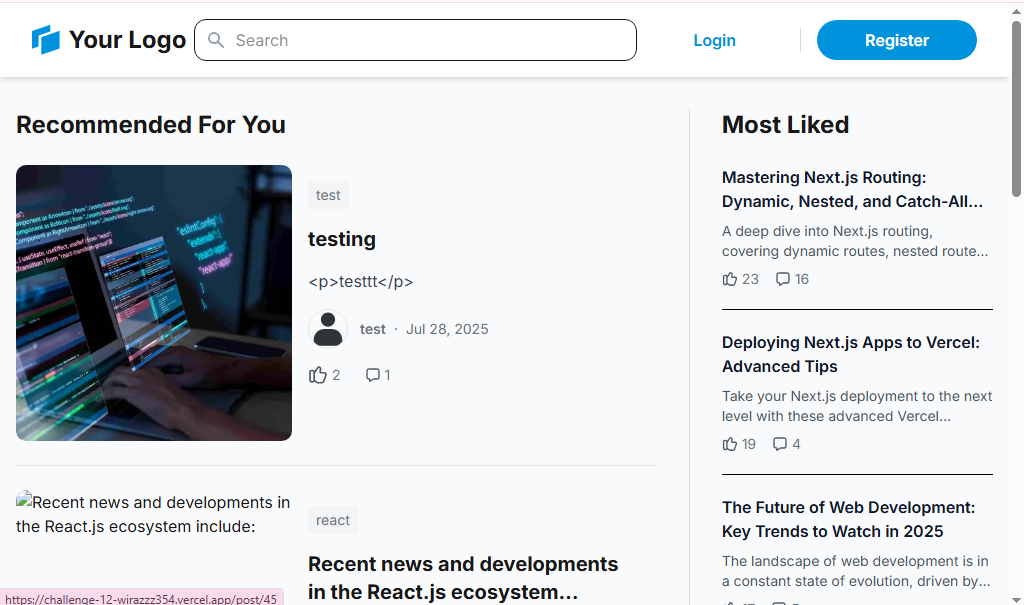 Your Logo
Search
Login
Register
Recommended For You
Most Liked
test
testing
<p>testtt</p>
test · Jul 28, 2025
2 1
Recent news and developments in
the React.js ecosystem include:
react
Recent news and developments
in the React.js ecosystem...
Mastering Next.js Routing:
Dynamic, Nested, and Catch-All...
A deep dive into Next.js routing,
covering dynamic routes, nested route...
23 16
Deploying Next.js Apps to Vercel:
Advanced Tips
Take your Next.js deployment to the next
level with these advanced Vercel...
19 4
The Future of Web Development:
Key Trends to Watch in 2025
The landscape of web development is in
a constant state of evolution, driven by...
https://challenge-12-wirazzz354.vercel.app/post/45